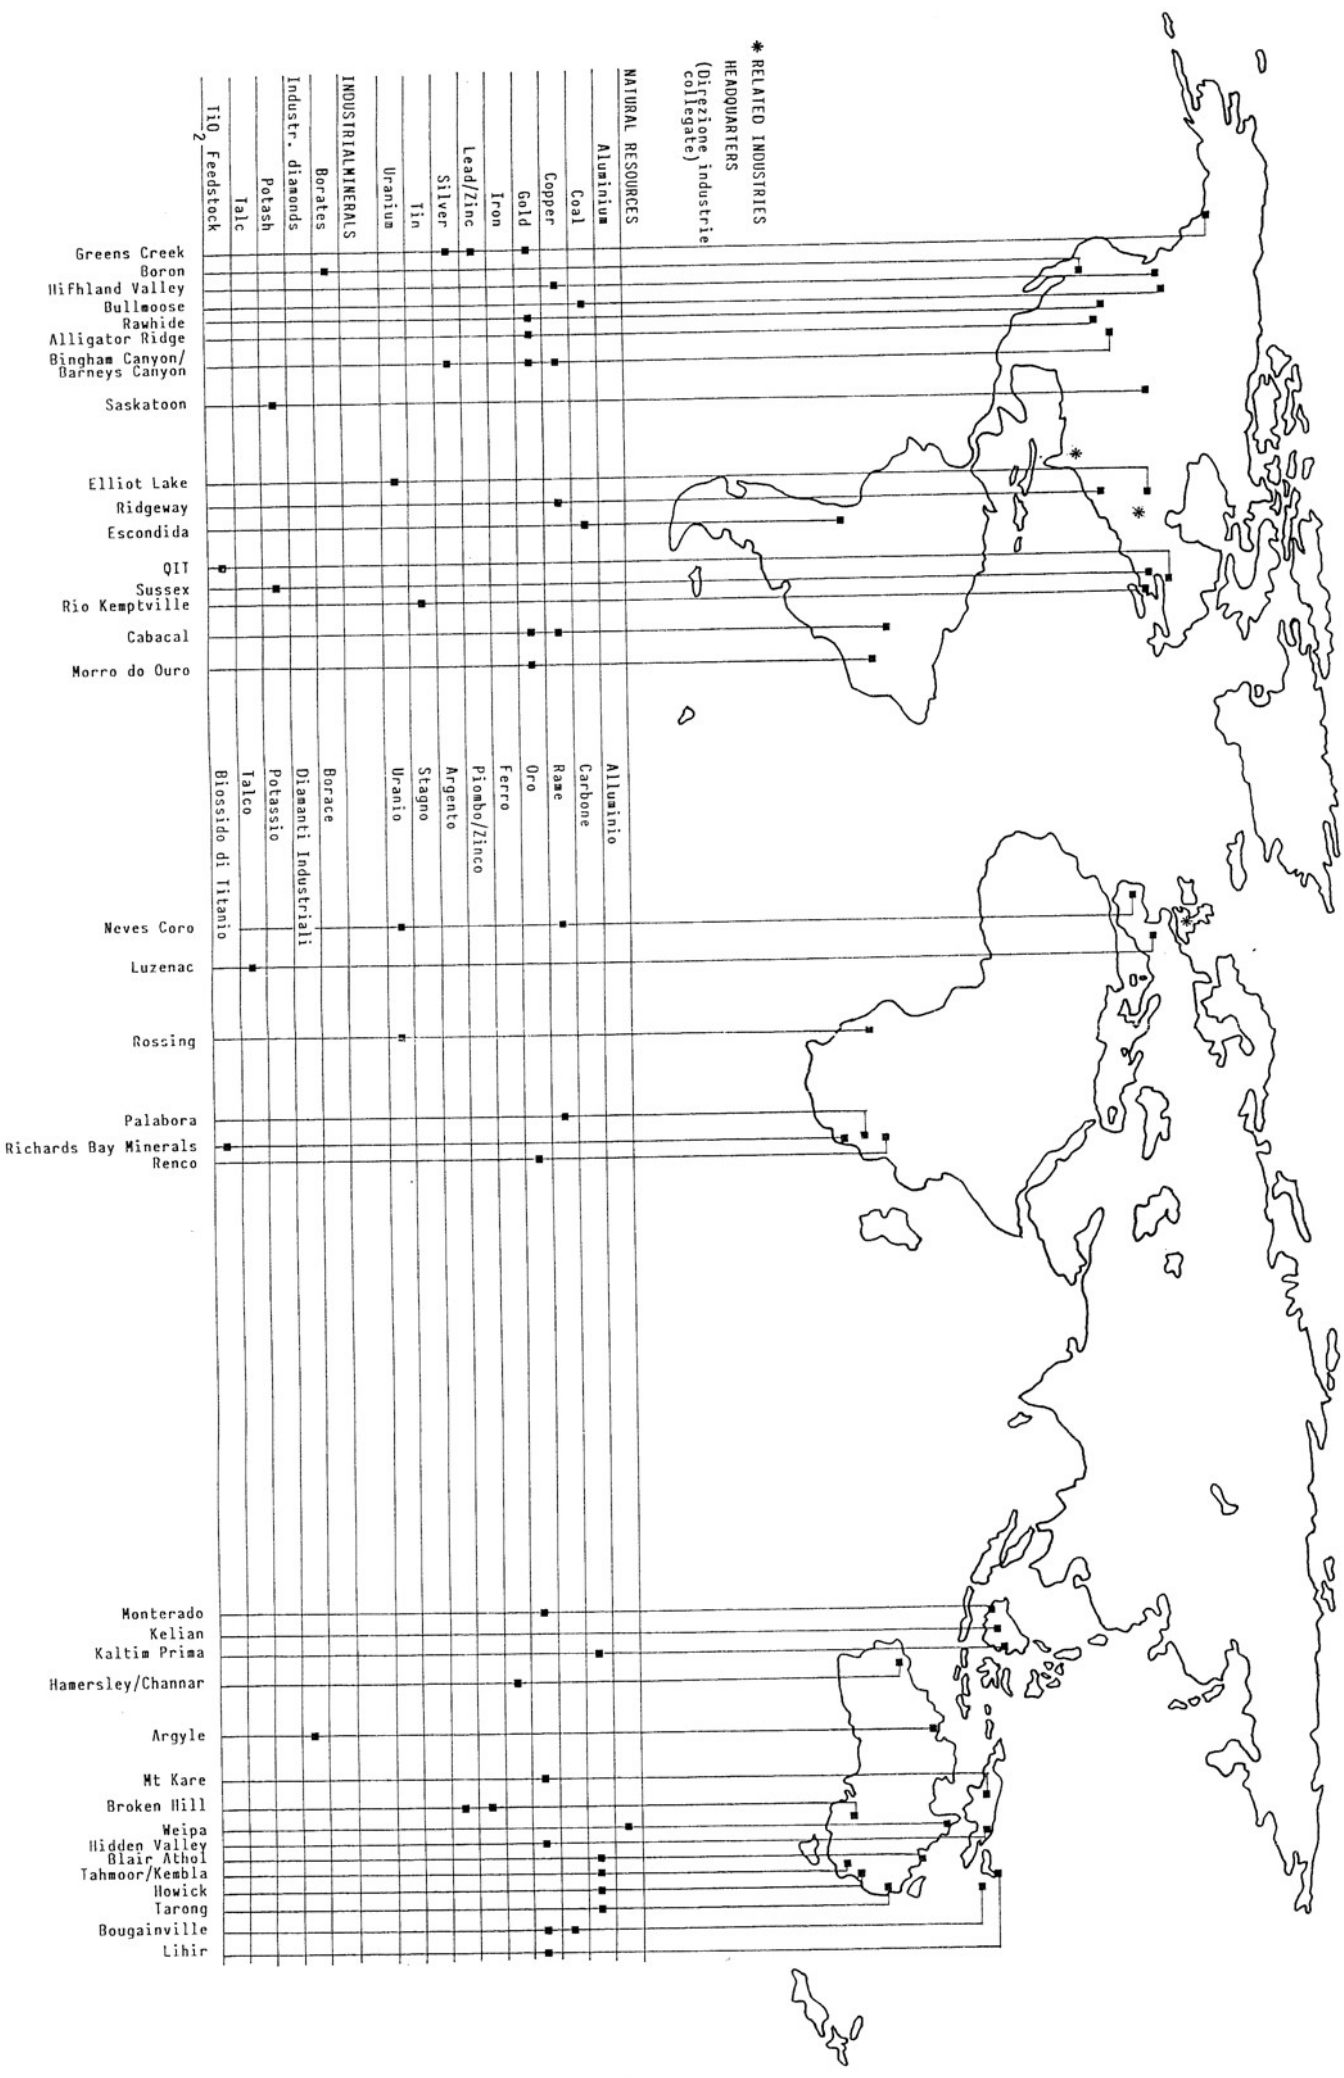 * RELATED INDUSTRIES
HEADQUARTERS
(Direzione industrie
collegate)
NATURAL RESOURCES
Aluminium
Coal
Copper
Gold
Iron
Lead/Zinc
Silver
Tin
Uranium
INDUSTRIALMINERALS
Borates
Industr. diamonds
Potash
Talc
TiO2 Feedstock
Greens Creek
Boron
Hifhland Valley
Bullmoose
Rawhide
Alligator Ridge
Bingham Canyon/
Barneys Canyon
Saskatoon
Elliot Lake
Ridgeway
Escondida
QIT
Sussex
Rio Kemptville
Cabacal
Morro do Ouro
Alluminio
Carbone
Rame
Oro
Ferro
Piombo/Zinco
Argento
Stagno
Uranio
Borace
Diamanti Industriali
Potassio
Talco
Biossido di Titanio
Neves Coro
Luzenac
Rossing
Palabora
Richards Bay Minerals
Renco
Monterado
Kelian
Kaltim Prima
Hamersley/Channar
Argyle
Mt Kare
Broken Hill
Weipa
Hidden Valley
Blair Athol
Tahmoor/Kembla
Howick
Tarong
Bougainville
Lihir